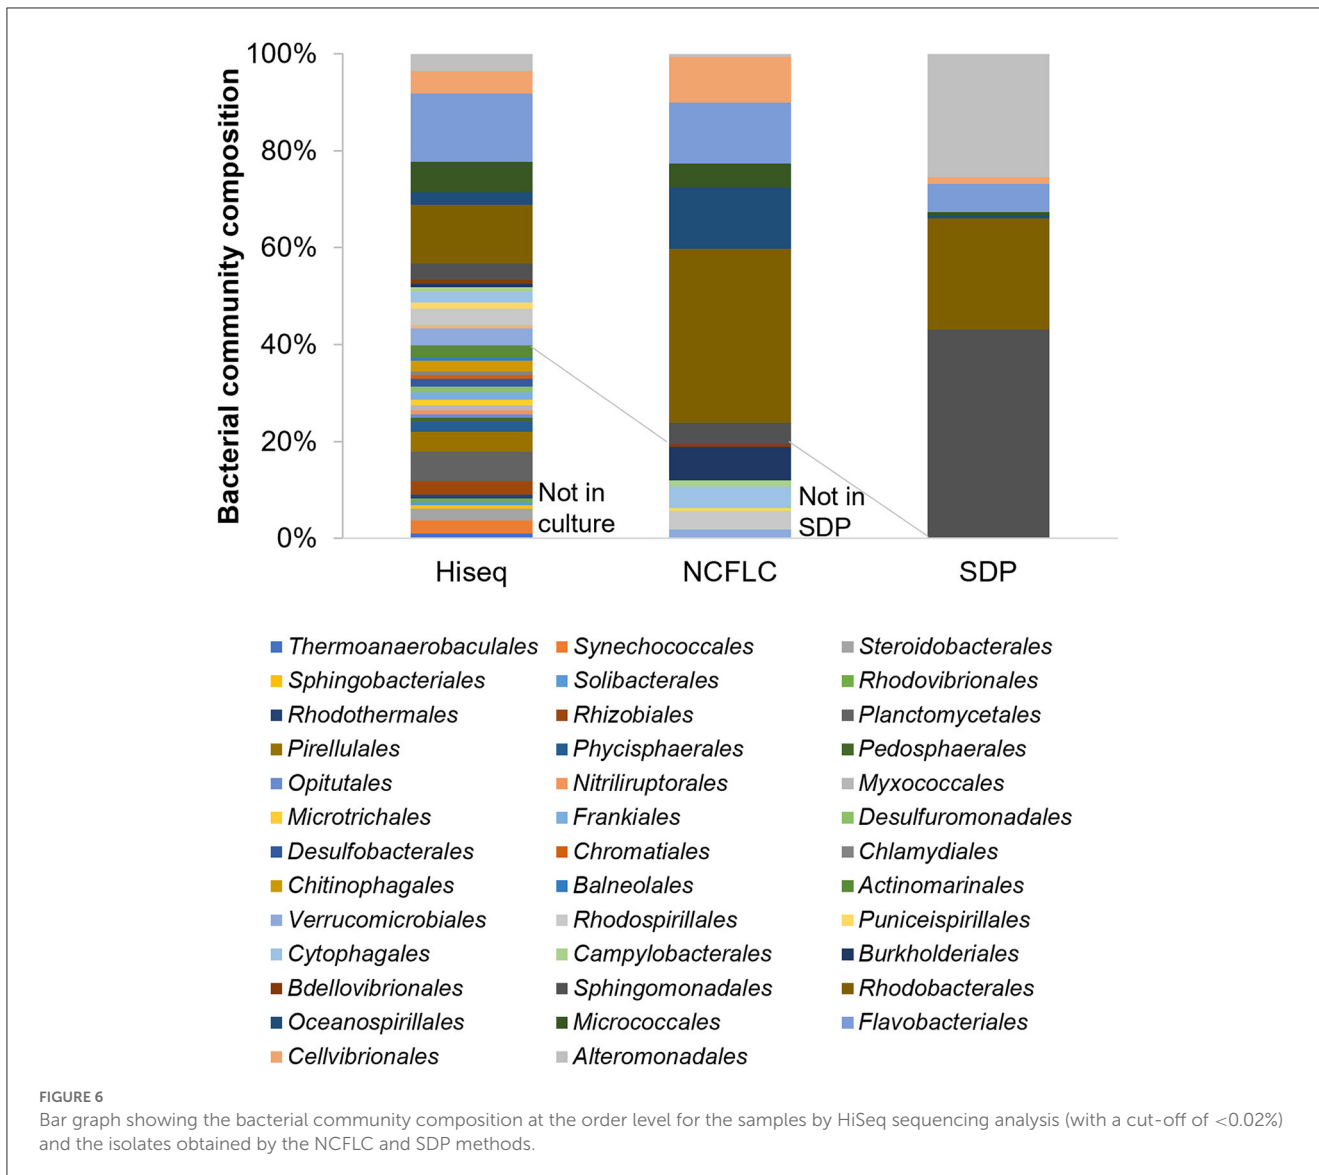 Bacterial community composition
100%
80%
60%
40%
20%
0%
Not in
culture
Not in
SDP
Hiseq NCFLC SDP
Thermoanaerobaculales Synechococcales Steroidobacterales
Sphingobacteriales Solibacterales Rhodovibrionales
Rhodothermales Rhizobiales Planctomycetales
Pirellulales Phycisphaerales Pedosphaerales
Opitutales Nitriliruptorales Myxococcales
Microtrichales Frankiales Desulfuromonadales
Desulfobacterales Chromatiales Chlamydiales
Chitinophagales Balneolales Actinomarinales
Verrucomicrobiales Rhodospirillales Puniceispirillales
Cytophagales Campylobacterales Burkholderiales
Bdellovibrionales Sphingomonadales Rhodobacterales
Oceanospirillales Micrococcales Flavobacteriales
Cellvibrionales Alteromonadales
FIGURE 6
Bar graph showing the bacterial community composition at the order level for the samples by HiSeq sequencing analysis (with a cut-off of <0.02%)
and the isolates obtained by the NCFLC and SDP methods.